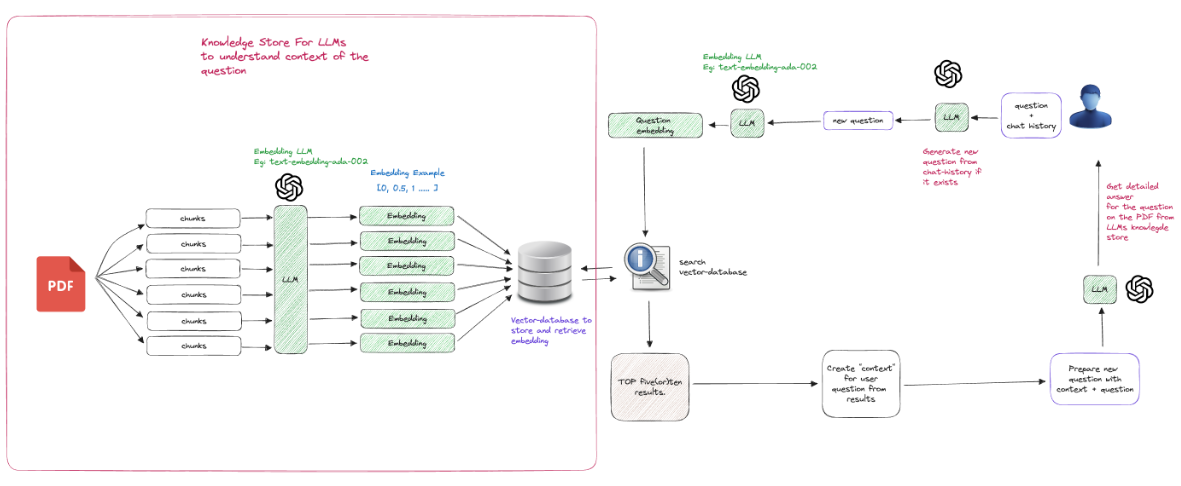 Knowledge Store For LLMs
to understand context of the
question
Embedding LLM
Eg: text-embedding-ada-002
Embedding Example
[0, 0.5, 1 ..... ]
PDF
chunks
chunks
chunks
chunks
chunks
chunks
LLM
Embedding
Embedding
Embedding
Embedding
Embedding
Embedding
Vector-database to
store and retrieve
embedding
Embedding LLM
Eg: text-embedding-ada-002
Question
embedding
LLM
new question
LLM
question
+
chat history
Generate new
question from
chat-history if
it exists
search
vector-database
Get detailed
answer
for the question
on the PDF from
LLMs knowlegde
store
LLM
TOP five(or)ten
results.
Create "context"
for user
question from
results
Prepare new
question with
context + question